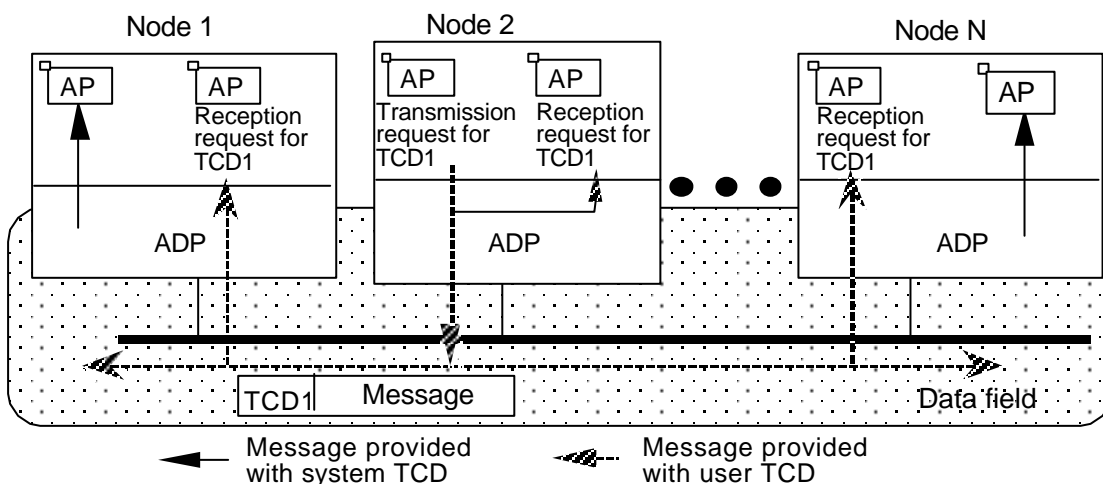 Node 1
Node 2
Node N
AP
AP
Reception
request for
TCD1
ADP
AP
AP
Transmission
request for
TCD1
Reception
request for
TCD1
ADP
AP
AP
Reception
request for
TCD1
ADP
TCD1 Message
Data field
Message provided
with system TCD
Message provided
with user TCD